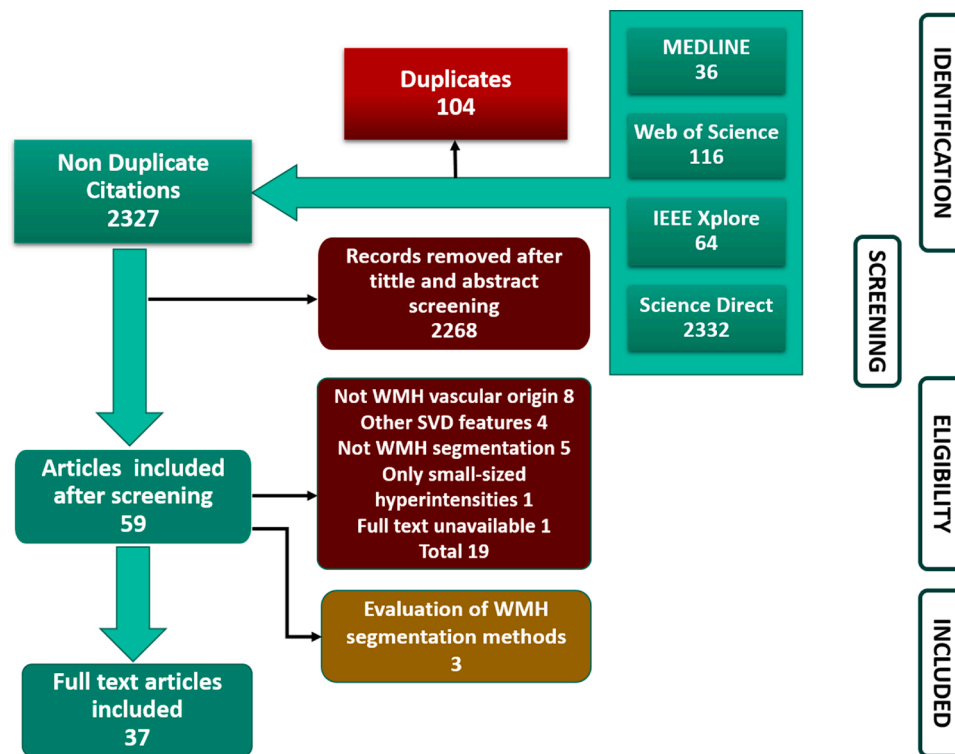 MEDLINE
36
Web of Science
116
IEEE Xplore
64
Science Direct
2332
Duplicates
104
Non Duplicate
Citations
2327
Records removed after
tittle and abstract
screening
2268
Articles included
after screening
59
Not WMH vascular origin 8
Other SVD features 4
Not WMH segmentation 5
Only small-sized
hyperintensities 1
Full text unavailable 1
Total 19
Evaluation of WMH
segmentation methods
3
Full text articles
included
37
IDENTIFICATION
SCREENING
ELIGIBILITY
INCLUDED